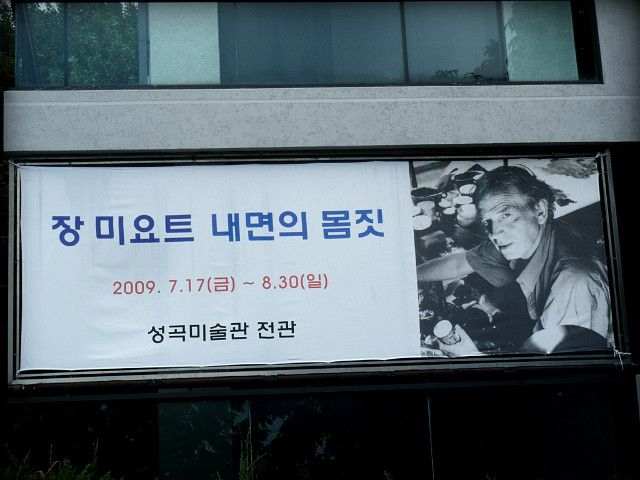 장 미요트 내면의 몸짓
2009. 7.17(금) ~ 8.30(일)
성곡미술관 전관